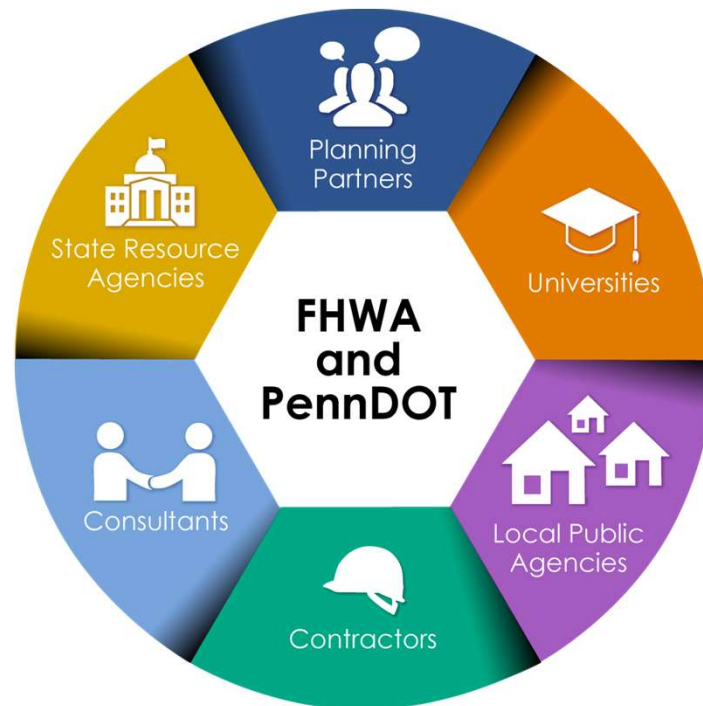 Planning
Partners
Universities
Local Public
Agencies
Contractors
Consultants
State Resource
Agencies
FHWA
and
PennDOT